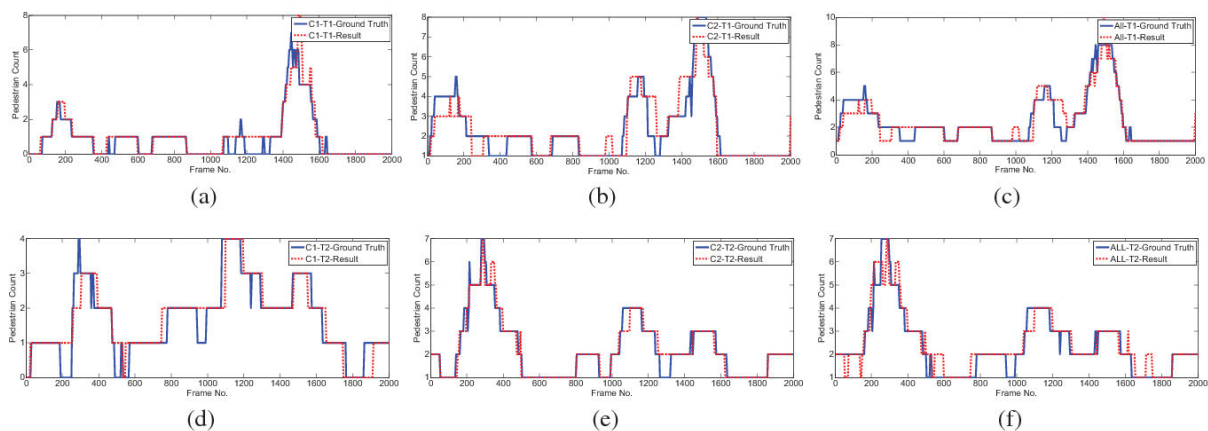 C1-T1-Ground Truth
C1-T1-Result
Pedestrian Count
8
6
4
2
0
0 200 400 600 800 1000 1200 1400 1600 1800 2000
Frame No.
(a)
C2-T1-Ground Truth
C2-T1-Result
Pedestrian Count
8
7
6
5
4
3
2
1
0 200 400 600 800 1000 1200 1400 1600 1800 2000
Frame No.
(b)
All-T1-Ground Truth
All-T1-Result
Pedestrian Count
10
8
6
4
2
0
0 200 400 600 800 1000 1200 1400 1600 1800 2000
Frame No.
(c)
C1-T2-Ground Truth
C1-T2-Result
Pedestrian Count
4
3
2
1
0
0 200 400 600 800 1000 1200 1400 1600 1800 2000
Frame No.
(d)
C2-T2-Ground Truth
C2-T2-Result
Pedestrian Count
7
6
5
4
3
2
1
0 200 400 600 800 1000 1200 1400 1600 1800 2000
Frame No.
(e)
ALL-T2-Ground Truth
ALL-T2-Result
Pedestrian Count
7
6
5
4
3
2
1
0 200 400 600 800 1000 1200 1400 1600 1800 2000
Frame No.
(f)